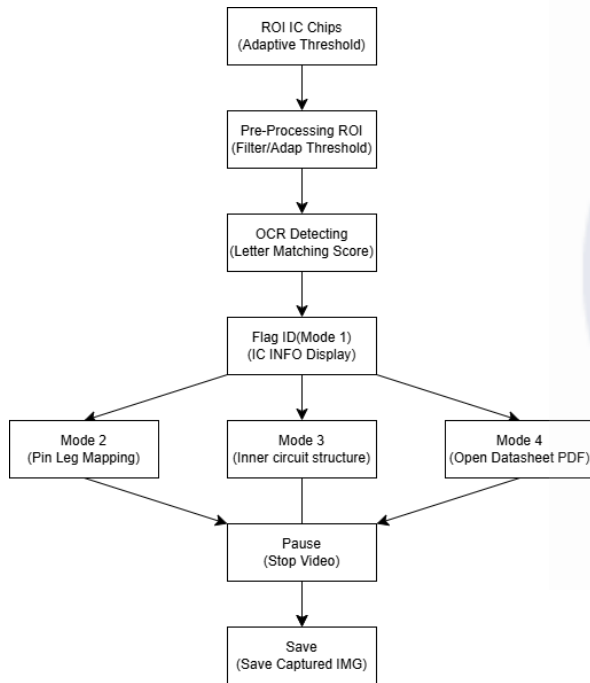 ROI IC Chips
(Adaptive Threshold)
Pre-Processing ROI
(Filter/Adap Threshold)
OCR Detecting
(Letter Matching Score)
Flag ID(Mode 1)
(IC INFO Display)
Mode 2
(Pin Leg Mapping)
Mode 3
(Inner circuit structure)
Mode 4
(Open Datasheet PDF)
Pause
(Stop Video)
Save
(Save Captured IMG)